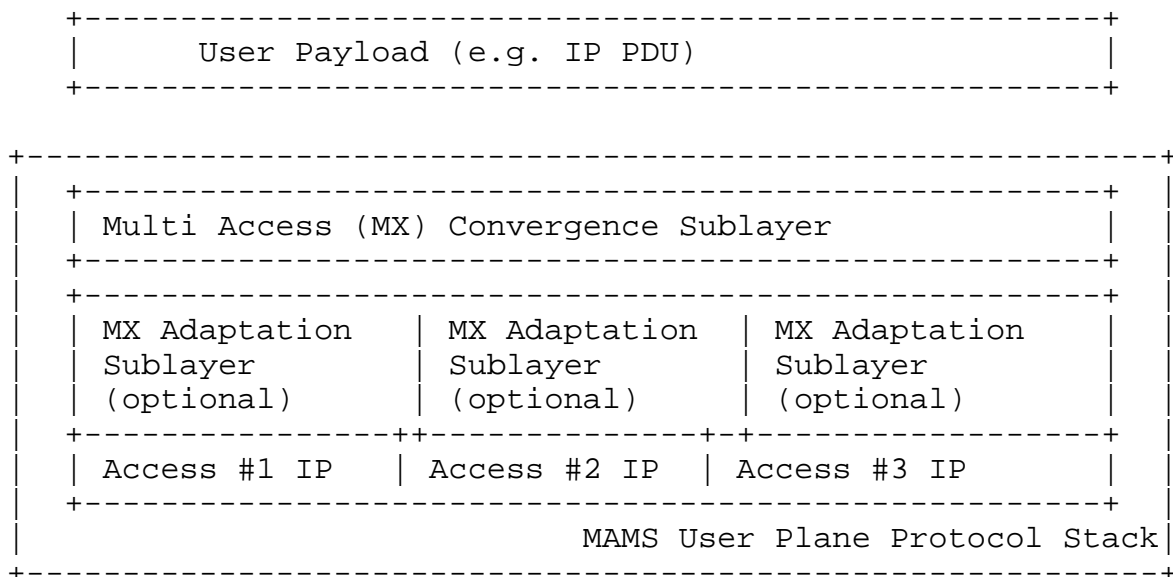 User Payload (e.g. IP PDU)
Multi Access (MX) Convergence Sublayer
MX Adaptation | MX Adaptation | MX Adaptation
Sublayer | Sublayer | Sublayer
(optional) | (optional) | (optional)
Access #1 IP | Access #2 IP | Access #3 IP
MAMS User Plane Protocol Stack